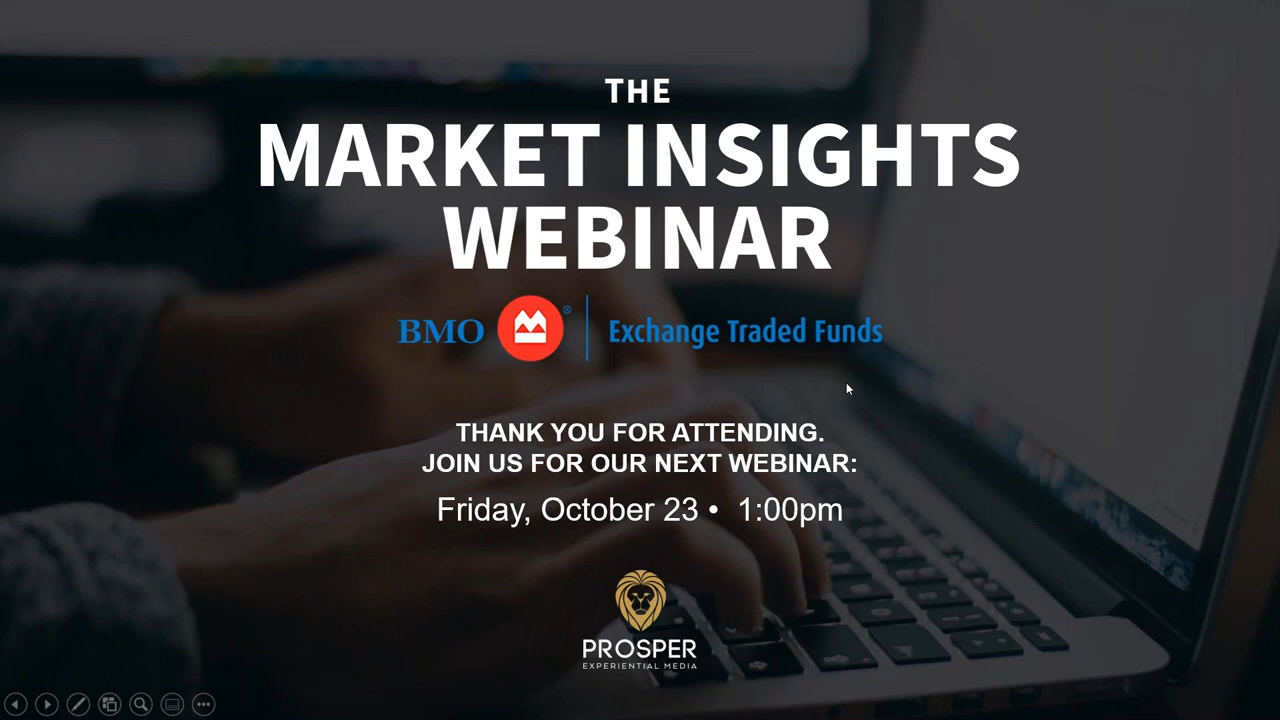 THE
MARKET INSIGHTS
WEBINAR
BMO ® Exchange Traded Funds
THANK YOU FOR ATTENDING.
JOIN US FOR OUR NEXT WEBINAR:
Friday, October 23 • 1:00pm
PROSPER
EXPERIENTIAL MEDIA